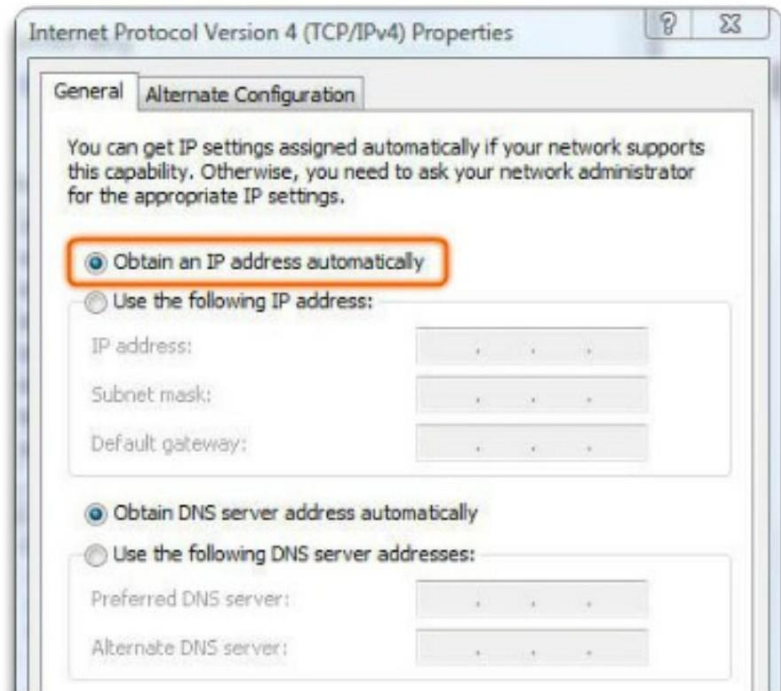 Internet Protocol Version 4 (TCP/IPv4) Properties
General
Alternate Configuration
You can get IP settings assigned automatically if your network supports
this capability. Otherwise, you need to ask your network administrator
for the appropriate IP settings.
Obtain an IP address automatically
Use the following IP address:
IP address:
Subnet mask:
Default gateway:
Obtain DNS server address automatically
Use the following DNS server addresses:
Preferred DNS server:
Alternate DNS server: